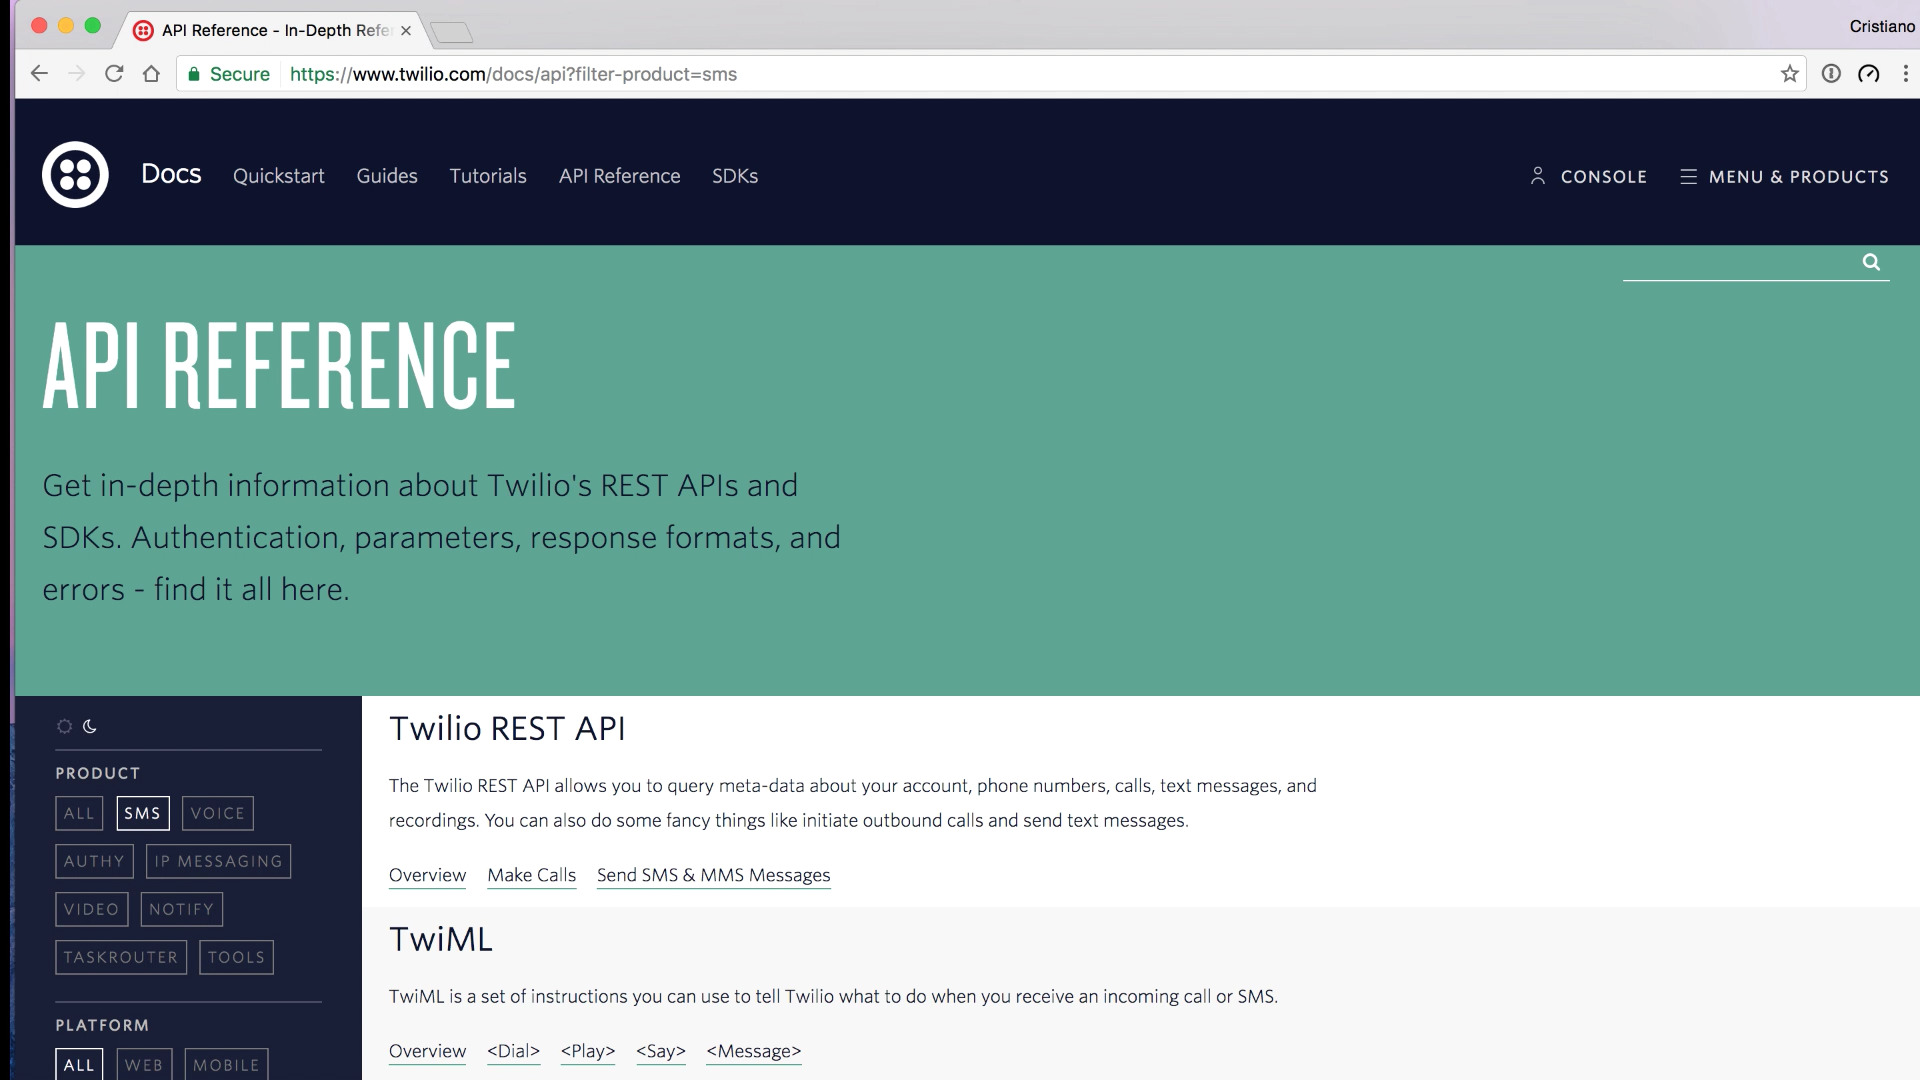 API Reference - In-Depth Refe
Cristiano
Secure https://www.twilio.com/docs/api?filter-product=sms
Docs Quickstart Guides Tutorials API Reference SDKs CONSOLE MENU & PRODUCTS
API REFERENCE
Get in-depth information about Twilio's REST APIs and
SDKs. Authentication, parameters, response formats, and
errors - find it all here.
PRODUCT
ALL SMS VOICE
AUTHY IP MESSAGING
VIDEO NOTIFY
TASKROUTER TOOLS
PLATFORM
ALL WEB MOBILE
Twilio REST API
The Twilio REST API allows you to query meta-data about your account, phone numbers, calls, text messages, and
recordings. You can also do some fancy things like initiate outbound calls and send text messages.
Overview Make Calls Send SMS & MMS Messages
TwiML
TwiML is a set of instructions you can use to tell Twilio what to do when you receive an incoming call or SMS.
Overview <Dial> <Play> <Say> <Message>